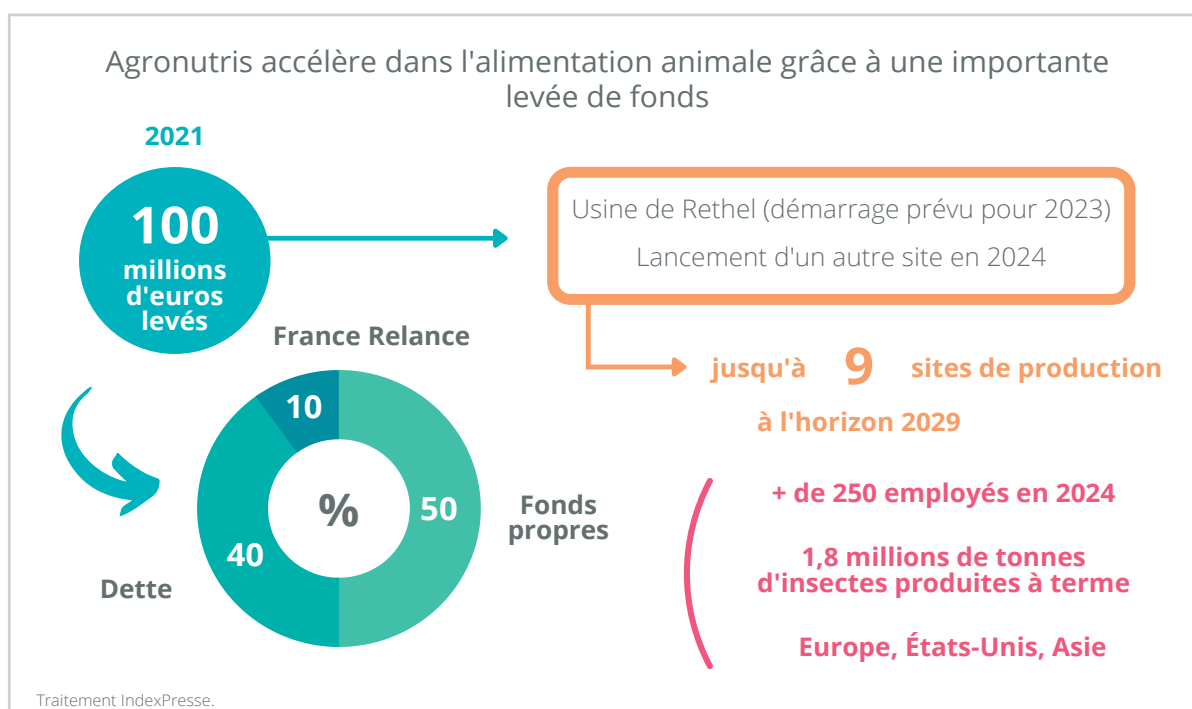 Agronutris accélère dans l'alimentation animale grâce à une importante
levée de fonds
2021
100
millions
d'euros
levés
Usine de Rethel (démarrage prévu pour 2023)
Lancement d'un autre site en 2024
jusqu'à 9 sites de production
à l'horizon 2029
France Relance
10
%
50
Fonds
propres
40
Dette
+ de 250 employés en 2024
1,8 millions de tonnes
d'insectes produites à terme
Europe, États-Unis, Asie
Traitement IndexPresse.